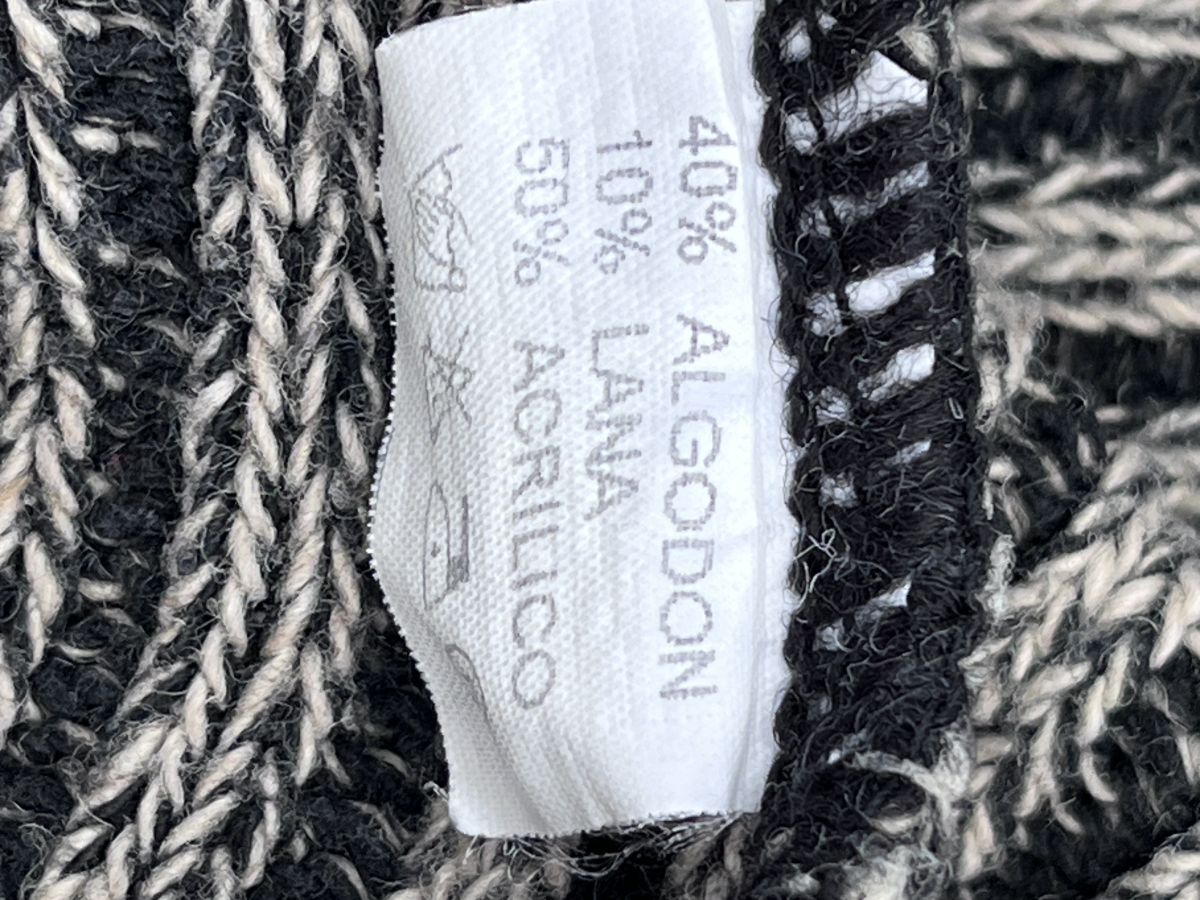 40% ALGODON
10% LANA
50% ACRILICO